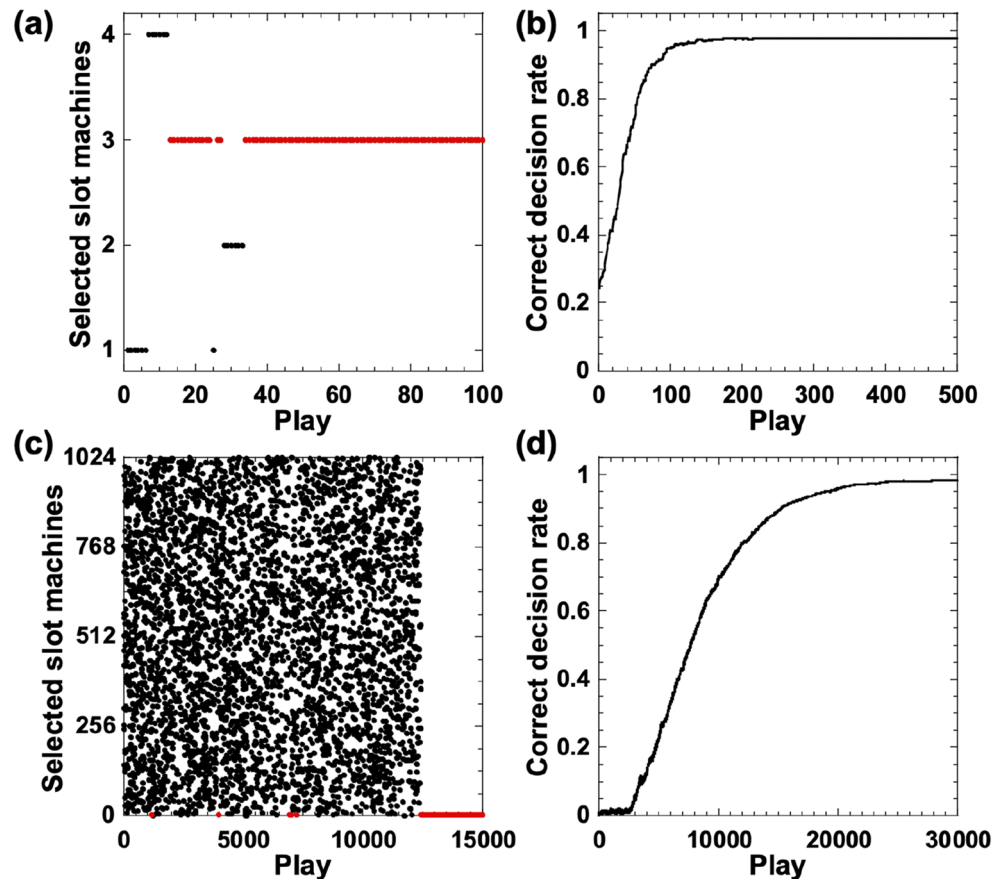 (a)
Selected slot machines
4
3
2
1
0 20 40 60 80 100
Play
(b)
Correct decision rate
1
0.8
0.6
0.4
0.2
0
0 100 200 300 400 500
Play
(c)
Selected slot machines
1024
768
512
256
0
0 5000 10000 15000
Play
(d)
Correct decision rate
1
0.8
0.6
0.4
0.2
0
0 10000 20000 30000
Play